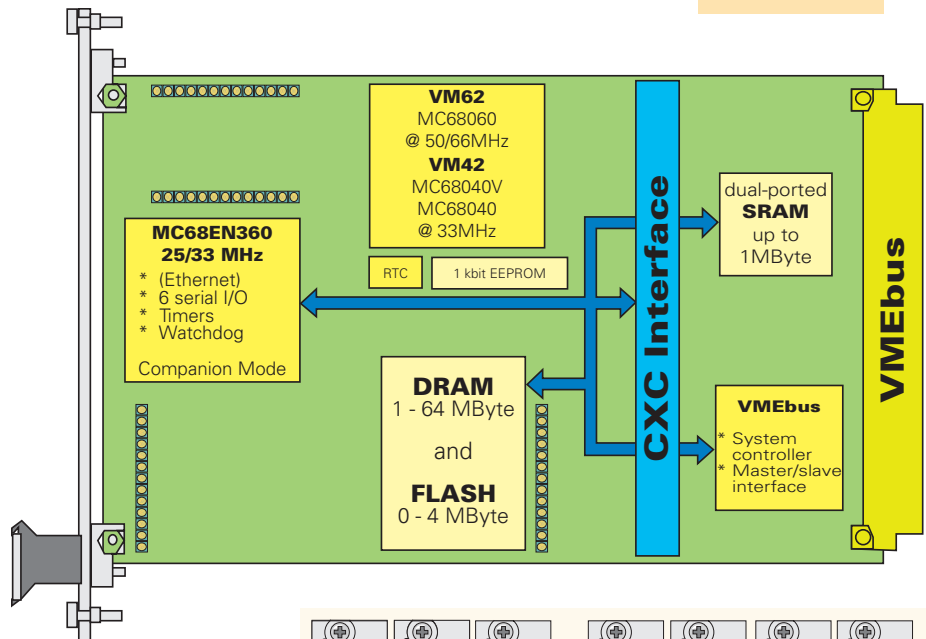 VM62
MC68060
@ 50/66MHz
VM42
MC68040V
MC68040
@ 33MHz
MC68EN360
25/33 MHz
* (Ethernet)
* 6 serial I/O
* Timers
* Watchdog
Companion Mode
RTC
1 kbit EEPROM
DRAM
1 - 64 MByte
and
FLASH
0 - 4 MByte
CXC Interface
dual-ported
SRAM
up to
1MByte
VMEbus
* System
controller
* Master/slave
interface
VMEbus